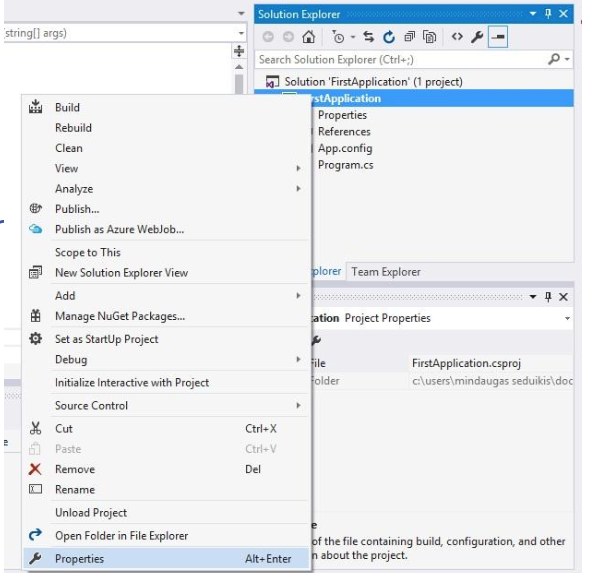 string[] args)
Solution Explorer
Search Solution Explorer (Ctrl+;)
Solution 'FirstApplication' (1 project)
rstApplication
Properties
References
App.config
Program.cs
Build
Rebuild
Clean
View
Analyze
Publish...
Publish as Azure WebJob...
Scope to This
New Solution Explorer View
Add
Manage NuGet Packages...
Set as StartUp Project
Debug
Initialize Interactive with Project
Source Control
Cut Ctrl+X
Paste Ctrl+V
Remove Del
Rename
Unload Project
Open Folder in File Explorer
Properties Alt+Enter
plorer Team Explorer
ation Project Properties
File FirstApplication.csproj
Folder c:\users\mindaugas seduikis\doc
e
of the file containing build, configuration, and other
n about the project.